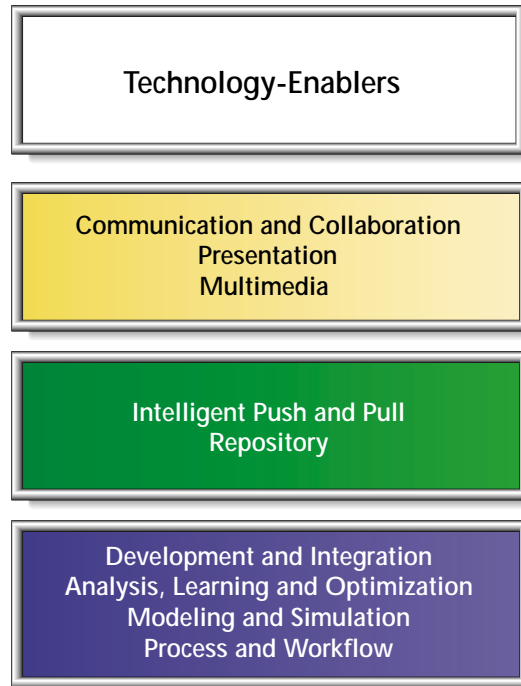 Technology-Enablers
Communication and Collaboration
Presentation
Multimedia
Intelligent Push and Pull
Repository
Development and Integration
Analysis, Learning and Optimization
Modeling and Simulation
Process and Workflow